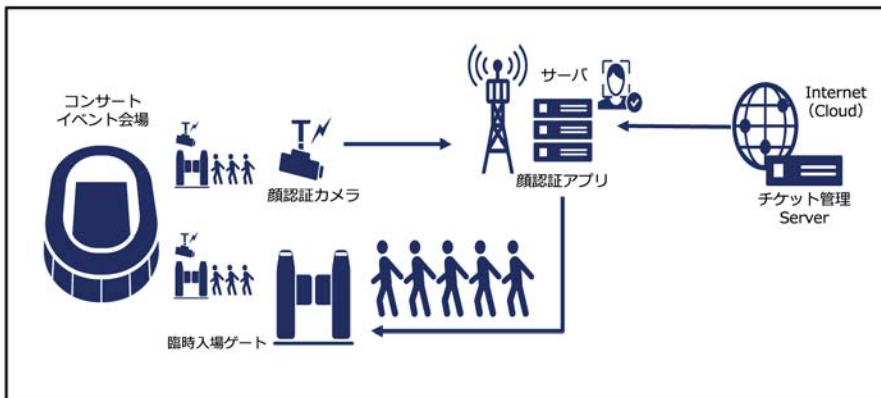 コンサート
イベント会場
顔認証カメラ
サーバ
顔認証アプリ
Internet
（Cloud）
チケット管理
Server
臨時入場ゲート